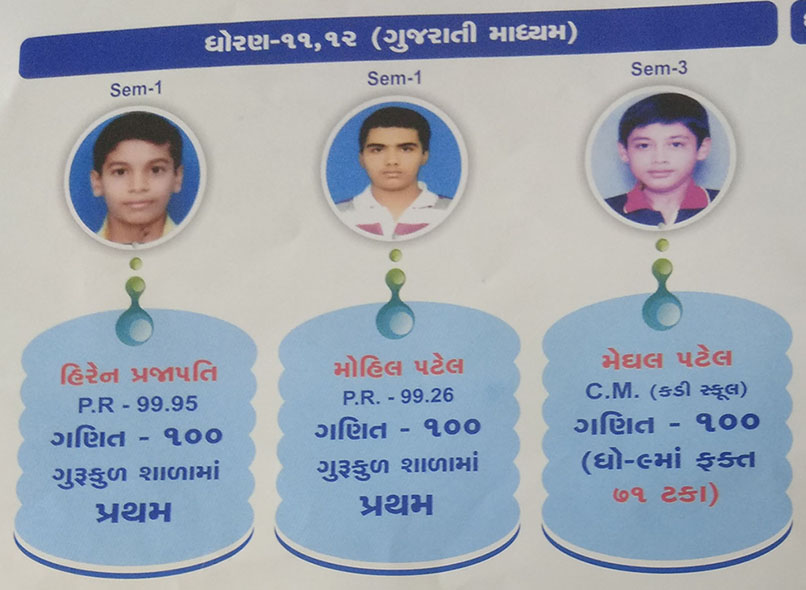 ધોરણ-૧૧,૧૨ (ગુજરાતી માધ્યમ)
Sem-1
હિરેન પ્રજાપતિ
P.R - 99.95
ગણિત - ૧૦૦
ગુરૂકુળ શાળામાં
પ્રથમ
Sem-1
મોહિલ પટેલ
P.R. - 99.26
ગણિત - ૧૦૦
ગુરૂકુળ શાળામાં
પ્રથમ
Sem-3
મેઘલ પટેલ
C.M. (કડી સ્કૂલ)
ગણિત - ૧૦૦
(ધો-૯માં ફક્ત
૭૧ ટકા)